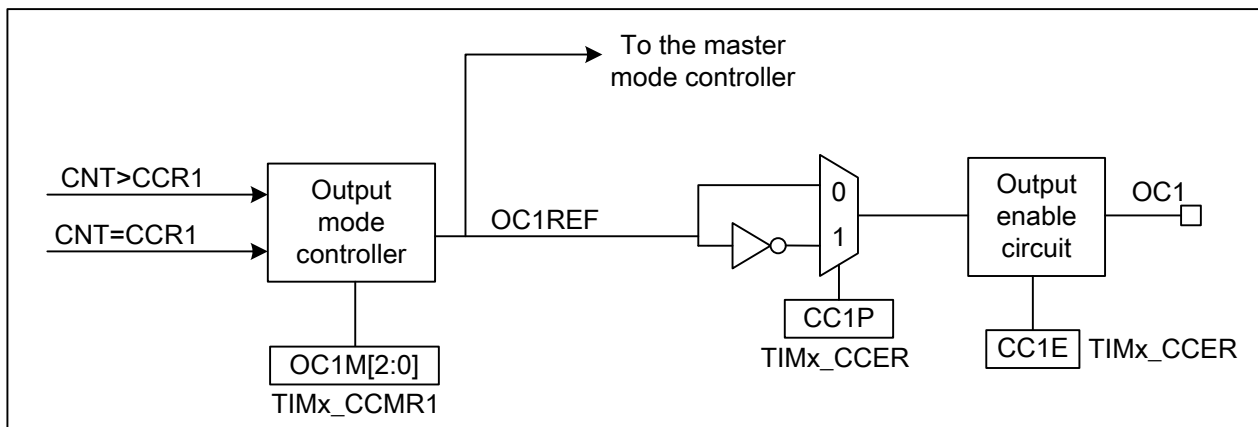 To the master
mode controller
CNT>CCR1
CNT=CCR1
Output
mode
controller
OC1REF
0
1
Output
enable
circuit
OC1
CC1P
TIMx_CCER
CC1E
TIMx_CCER
OC1M[2:0]
TIMx_CCMR1